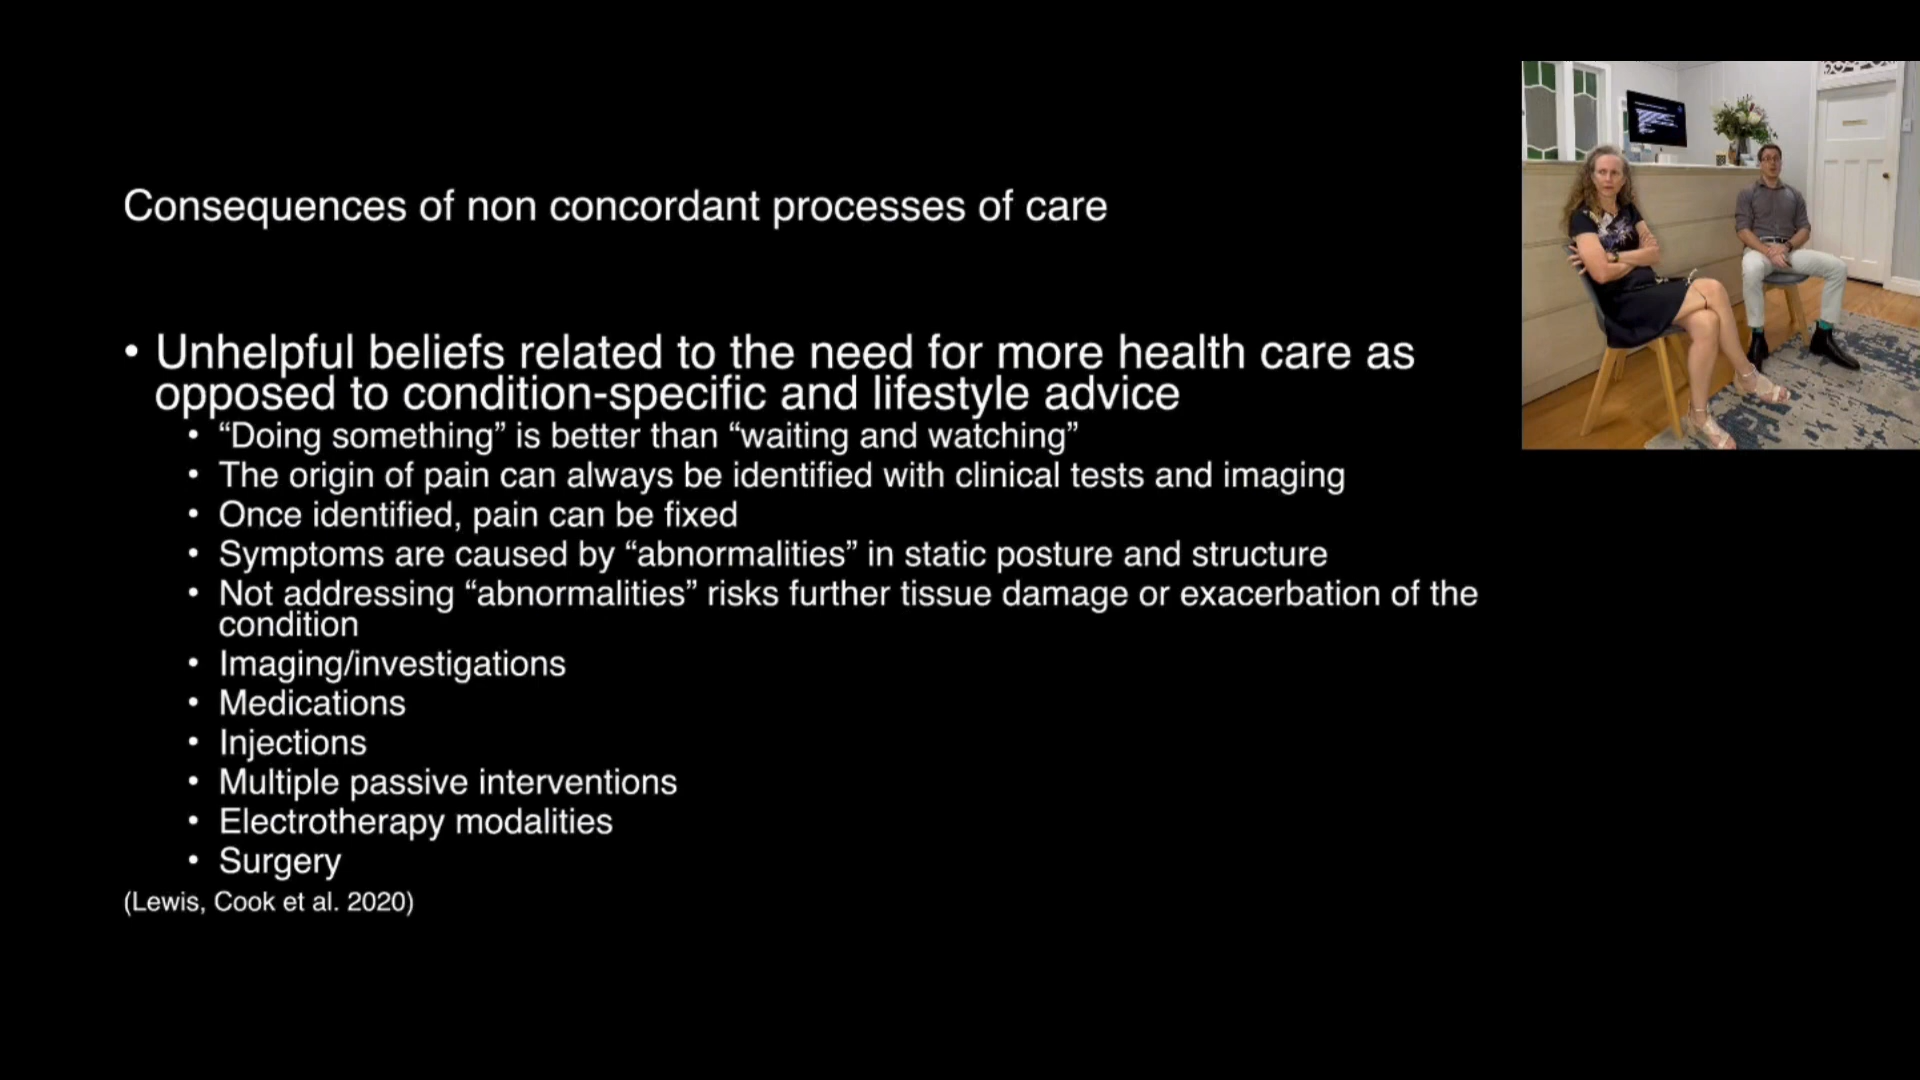 Consequences of non concordant processes of care
• Unhelpful beliefs related to the need for more health care as
opposed to condition-specific and lifestyle advice
• “Doing something” is better than “waiting and watching”
• The origin of pain can always be identified with clinical tests and imaging
• Once identified, pain can be fixed
• Symptoms are caused by “abnormalities” in static posture and structure
• Not addressing “abnormalities” risks further tissue damage or exacerbation of the
condition
• Imaging/investigations
• Medications
• Injections
• Multiple passive interventions
• Electrotherapy modalities
• Surgery
(Lewis, Cook et al. 2020)